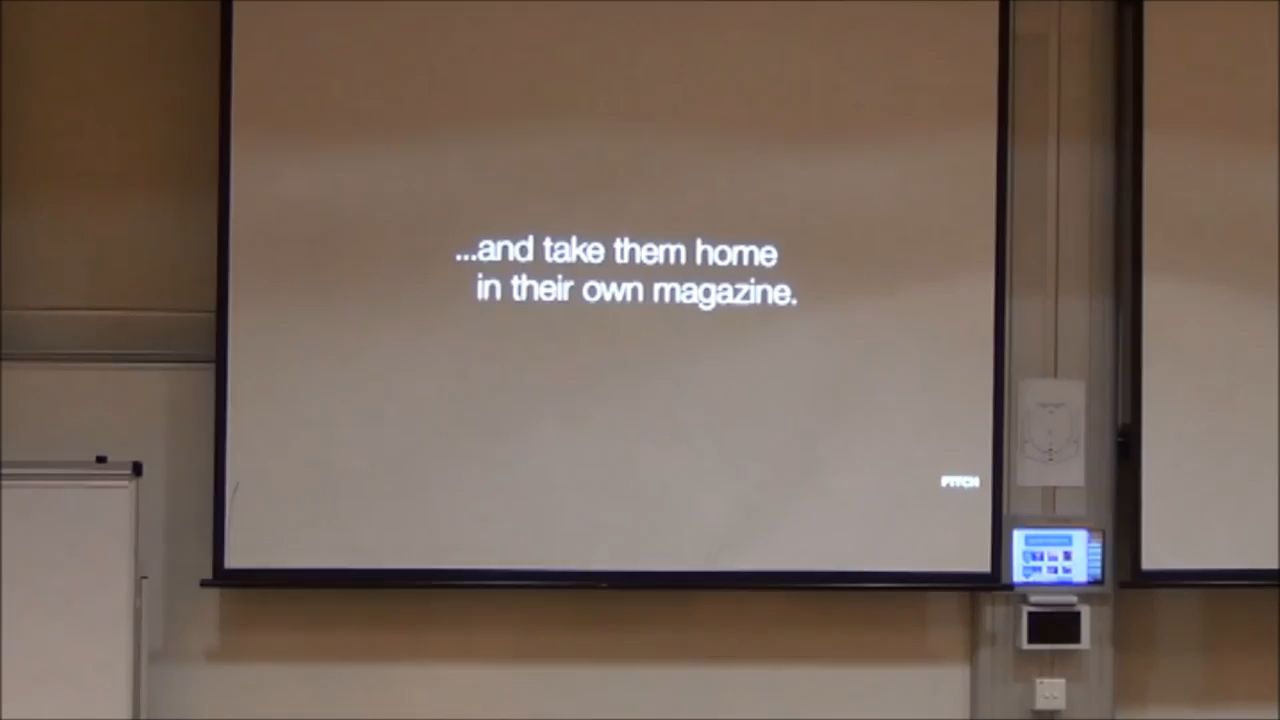 ...and take them home
in their own magazine.
PITCH